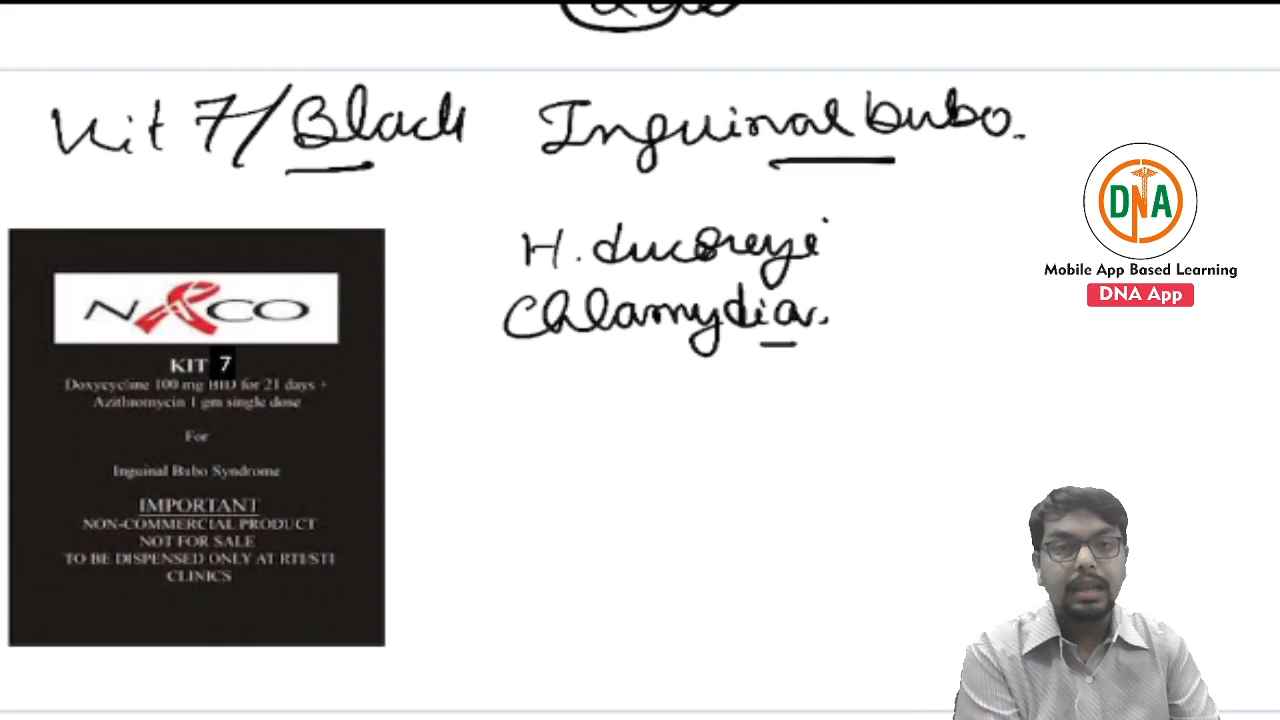 Kit 7/Black Inguinal bubo.
H. ducreyi
Chlamydia.
DNA
Mobile App Based Learning
DNA App
NACO
KIT 7
Doxycycline 100 mg BID for 21 days +
Azithromycin 1 gm single dose
For
Inguinal Bubo Syndrome
IMPORTANT
NON-COMMERCIAL PRODUCT
NOT FOR SALE
TO BE DISPENSED ONLY AT RTI/STI
CLINICS